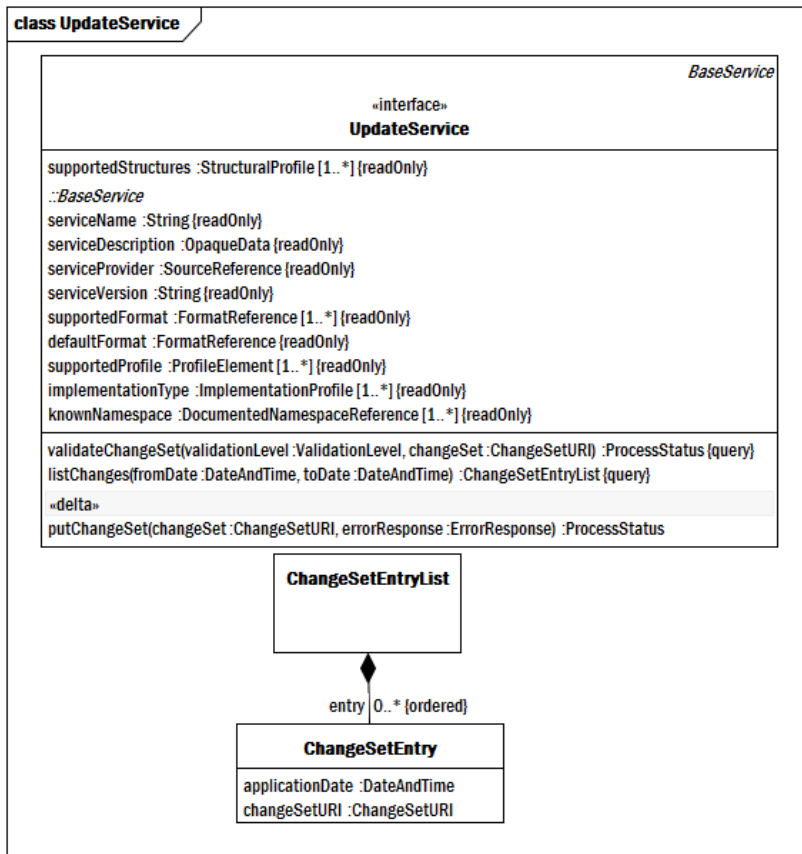 class UpdateService
BaseService
«interface»
UpdateService
supportedStructures :StructuralProfile [1..*] {readOnly}
::BaseService
serviceName :String {readOnly}
serviceDescription :OpaqueData {readOnly}
serviceProvider :SourceReference {readOnly}
serviceVersion :String {readOnly}
supportedFormat :FormatReference [1..*] {readOnly}
defaultFormat :FormatReference {readOnly}
supportedProfile :ProfileElement [1..*] {readOnly}
implementationType :ImplementationProfile [1..*] {readOnly}
knownNamespace :DocumentedNamespaceReference [1..*] {readOnly}
validateChangeSet(validationLevel :ValidationLevel, changeSet :ChangeSetURI) :ProcessStatus {query}
listChanges(fromDate :DateAndTime, toDate :DateAndTime) :ChangeSetEntryList {query}
«delta»
putChangeSet(changeSet :ChangeSetURI, errorResponse :ErrorResponse) :ProcessStatus
ChangeSetEntryList
entry 0..* {ordered}
ChangeSetEntry
applicationDate :DateAndTime
changeSetURI :ChangeSetURI